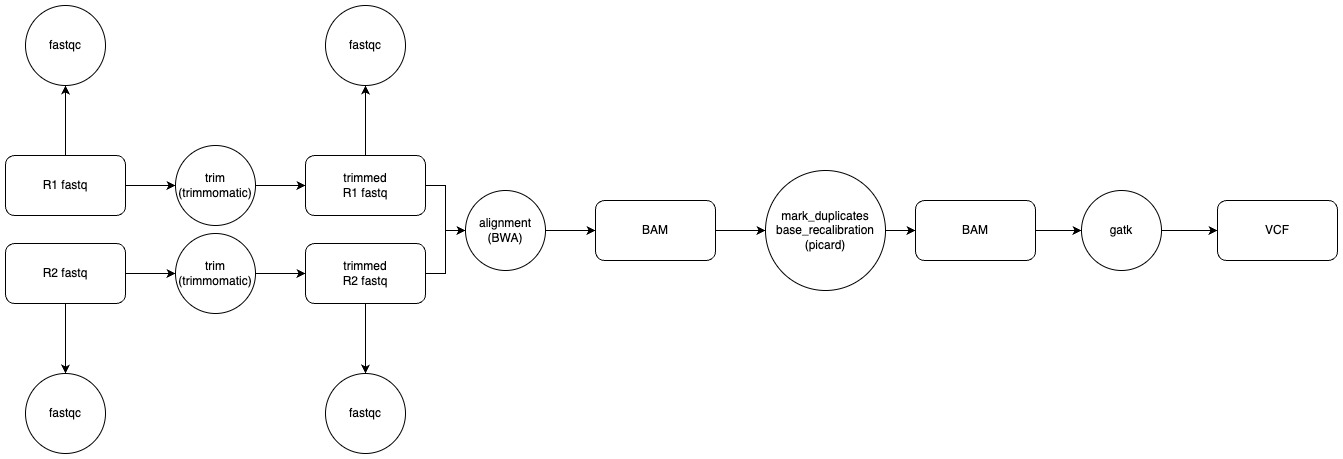 fastqc
fastqc
R1 fastq
trim
(trimmomatic)
trimmed
R1 fastq
R2 fastq
trim
(trimmomatic)
trimmed
R2 fastq
alignment
(BWA)
BAM
mark_duplicates
base_recalibration
(picard)
BAM
gatk
VCF
fastqc
fastqc